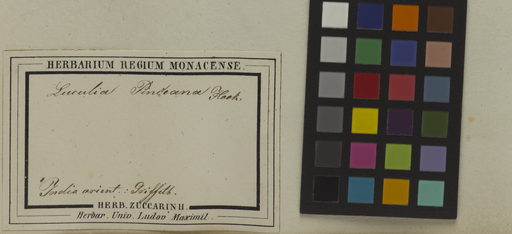 HERBARIUM REGIUM MONACENSE.
Luculia Pinceana Hook.
India orient.: Griffith.
HERB. ZUCCARINII.
Herbar. Univ. Ludov. Maximil.